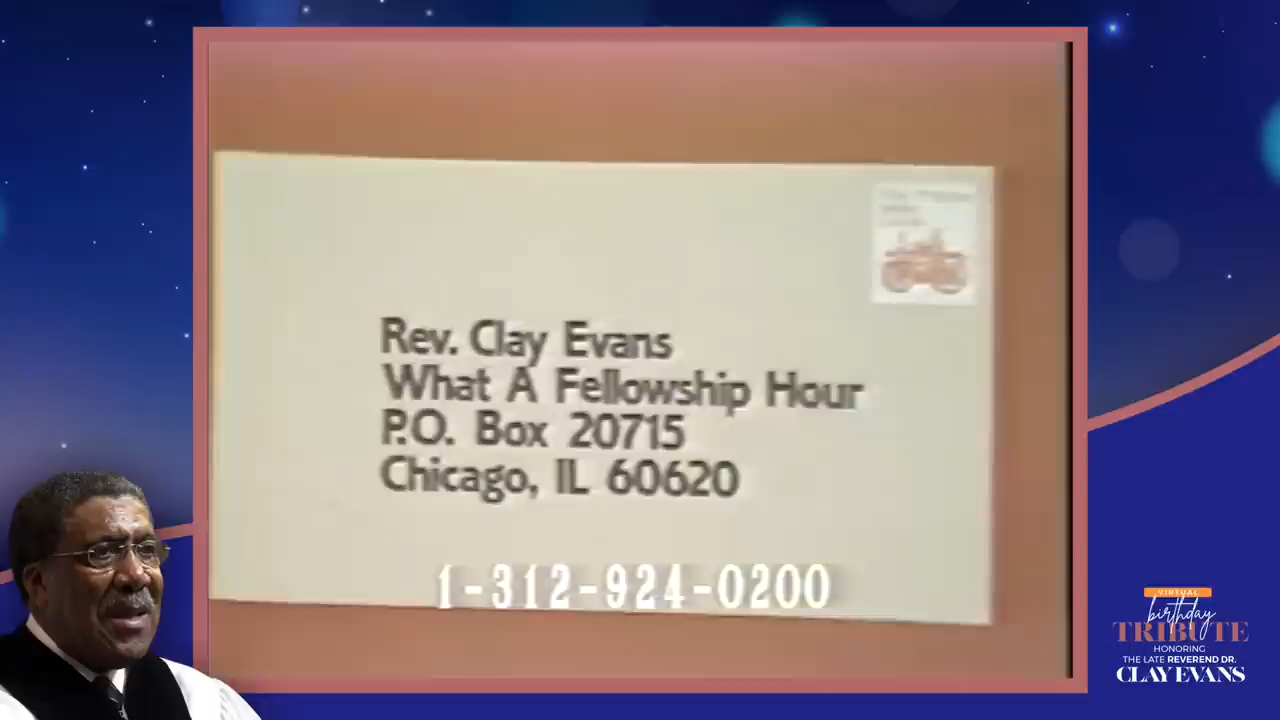 Rev. Clay Evans
What A Fellowship Hour
P.O. Box 20715
Chicago, IL 60620
1-312-924-0200
VIRTUAL
birthday
TRIBUTE
HONORING
THE LATE REVEREND DR.
CLAY EVANS